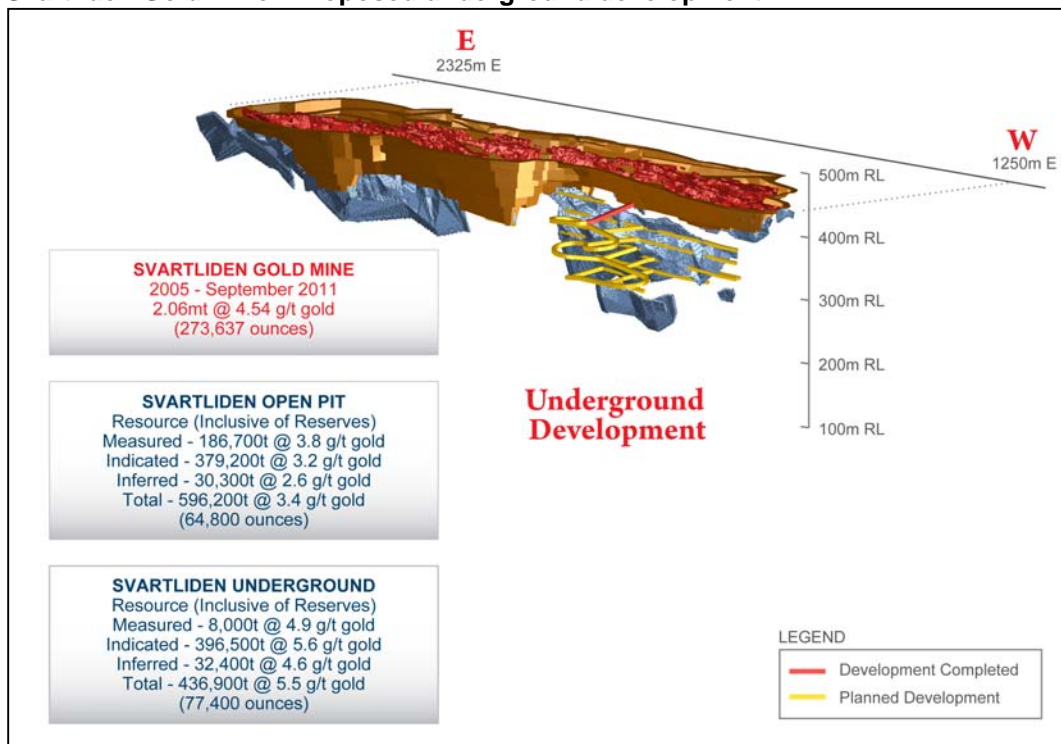 E
2325m E
W
1250m E
500m RL
400m RL
300m RL
200m RL
100m RL
SVARTLIDEN GOLD MINE
2005 - September 2011
2.06mt @ 4.54 g/t gold
(273,637 ounces)
SVARTLIDEN OPEN PIT
Resource (Inclusive of Reserves)
Measured - 186,700t @ 3.8 g/t gold
Indicated - 379,200t @ 3.2 g/t gold
Inferred - 30,300t @ 2.6 g/t gold
Total - 596,200t @ 3.4 g/t gold
(64,800 ounces)
Underground
Development
SVARTLIDEN UNDERGROUND
Resource (Inclusive of Reserves)
Measured - 8,000t @ 4.9 g/t gold
Indicated - 396,500t @ 5.6 g/t gold
Inferred - 32,400t @ 4.6 g/t gold
Total - 436,900t @ 5.5 g/t gold
(77,400 ounces)
LEGEND
Development Completed
Planned Development